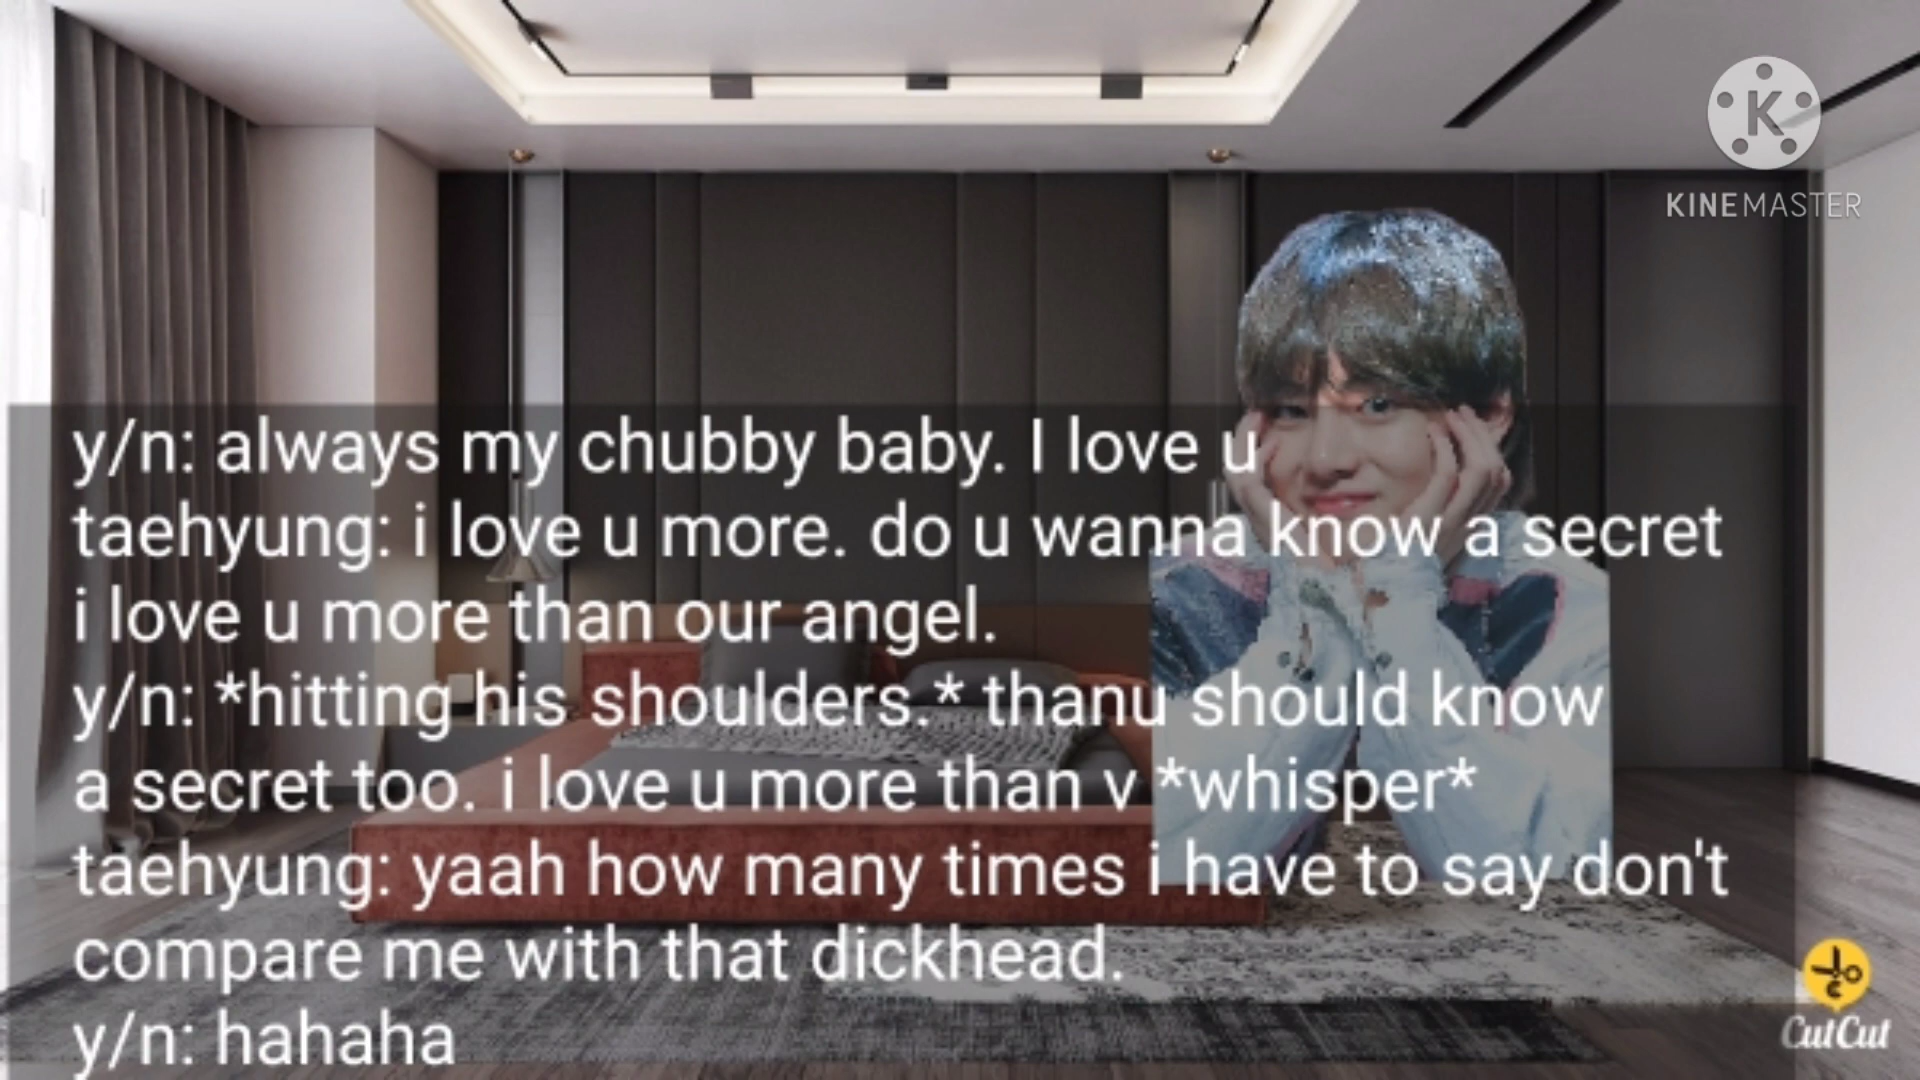 K
KINEMASTER
y/n: always my chubby baby. I love u
taehyung: i love u more. do u wanna know a secret
i love u more than our angel.
y/n: *hitting his shoulders.* thanu should know
a secret too. i love u more than v *whisper*
taehyung: yaah how many times i have to say don't
compare me with that dickhead.
y/n: hahaha
CutCut